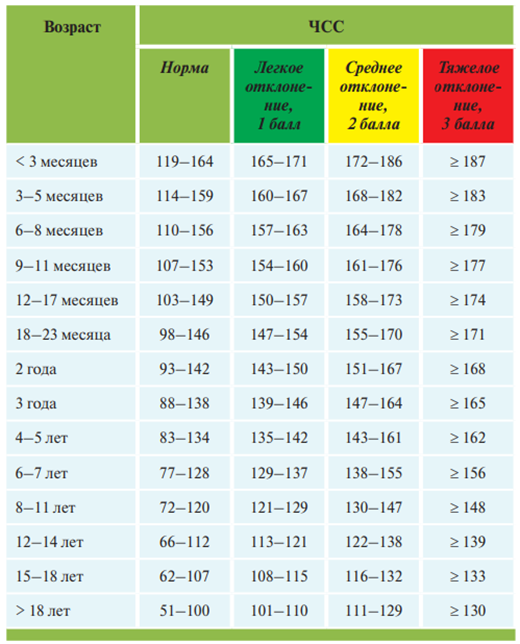 Возраст
ЧСС
Норма
Легкое
отклоне-
ние,
1 балл
Среднее
отклоне-
ние,
2 балла
Тяжелое
отклоне-
ние,
3 балла
< 3 месяцев 119–164 165–171 172–186 ≥ 187
3–5 месяцев 114–159 160–167 168–182 ≥ 183
6–8 месяцев 110–156 157–163 164–178 ≥ 179
9–11 месяцев 107–153 154–160 161–176 ≥ 177
12–17 месяцев 103–149 150–157 158–173 ≥ 174
18–23 месяца 98–146 147–154 155–170 ≥ 171
2 года 93–142 143–150 151–167 ≥ 168
3 года 88–138 139–146 147–164 ≥ 165
4–5 лет 83–134 135–142 143–161 ≥ 162
6–7 лет 77–128 129–137 138–155 ≥ 156
8–11 лет 72–120 121–129 130–147 ≥ 148
12–14 лет 66–112 113–121 122–138 ≥ 139
15–18 лет 62–107 108–115 116–132 ≥ 133
> 18 лет 51–100 101–110 111–129 ≥ 130